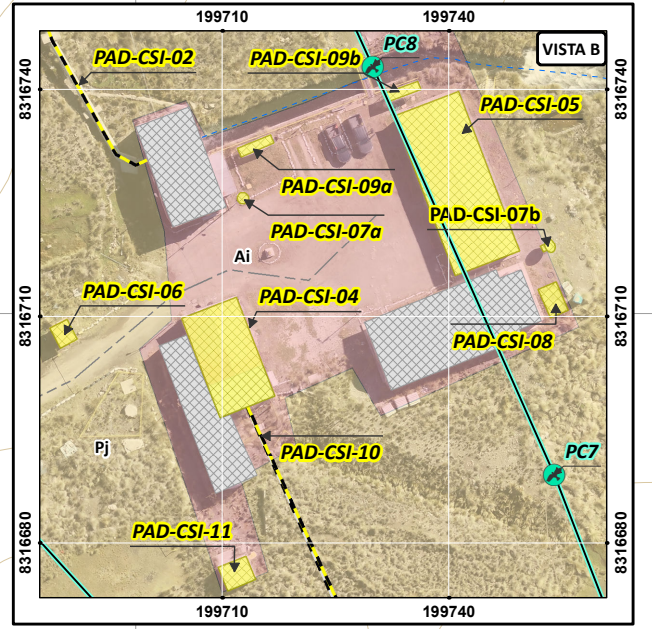 199710
199740
VISTA B
PC8
PAD-CSI-02
PAD-CSI-09b
8316740
8316740
PAD-CSI-05
PAD-CSI-09a
PAD-CSI-07a
PAD-CSI-07b
Ai
PAD-CSI-06
PAD-CSI-04
8316710
8316710
PAD-CSI-08
Pj
PAD-CSI-10
PC7
PAD-CSI-11
8316680
8316680
199710
199740